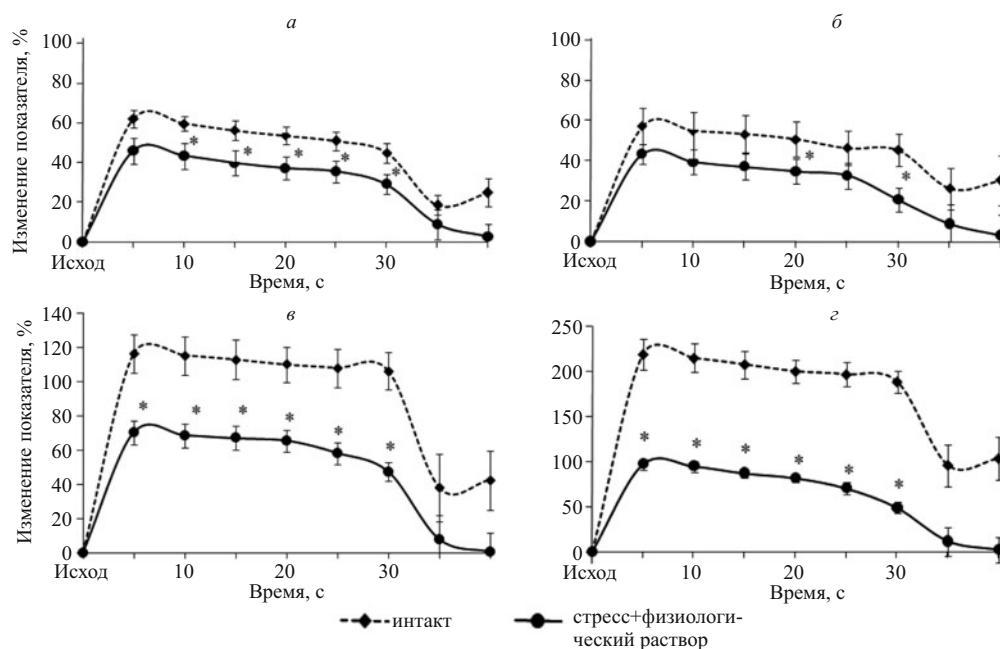 а
б
Изменение показателя, %
100
80
60
40
20
0
Исход
10
20
30
Время, с
100
80
60
40
20
0
Исход
10
20
30
Время, с
в
г
Изменение показателя, %
140
120
100
80
60
40
20
0
Исход
10
20
30
Время, с
250
200
150
100
50
0
Исход
10
20
30
Время, с
интакт
стресс+физиологи-
ческий раствор